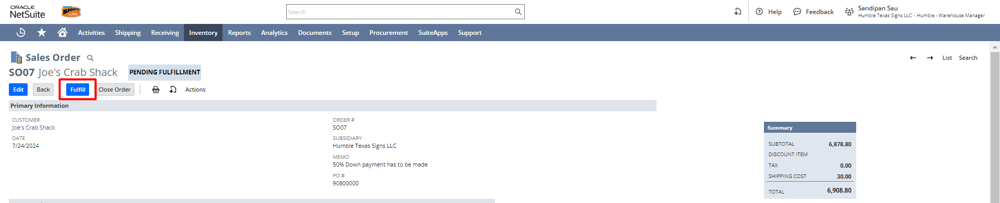 ORACLE
NetSuite
SIGNS
Search
Help
Feedback
Sandipan Sau
Humble Texas Signs LLC - Humble - Warehouse Manager
Activities Shipping Receiving Inventory Reports Analytics Documents Setup Procurement SuiteApps Support
Sales Order
List Search
SO07 Joe's Crab Shack PENDING FULFILLMENT
Edit Back Fulfill Close Order Actions
Primary Information
CUSTOMER
Joe's Crab Shack
DATE
7/24/2024
ORDER #
SO07
SUBSIDIARY
Humble Texas Signs LLC
MEMO
50% Down payment has to be made
PO #
90800000
Summary
SUBTOTAL 6,878.80
DISCOUNT ITEM
TAX 0.00
SHIPPING COST 30.00
TOTAL 6,908.80